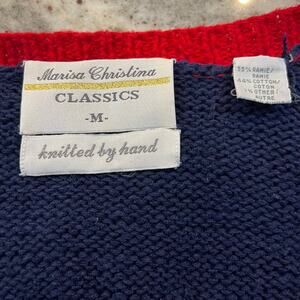 Marisa Christina
CLASSICS
-M-
knitted by hand
55% RAMIE/
RAMIE
44% COTTON/
COTON
1% OTHER/
AUTRE